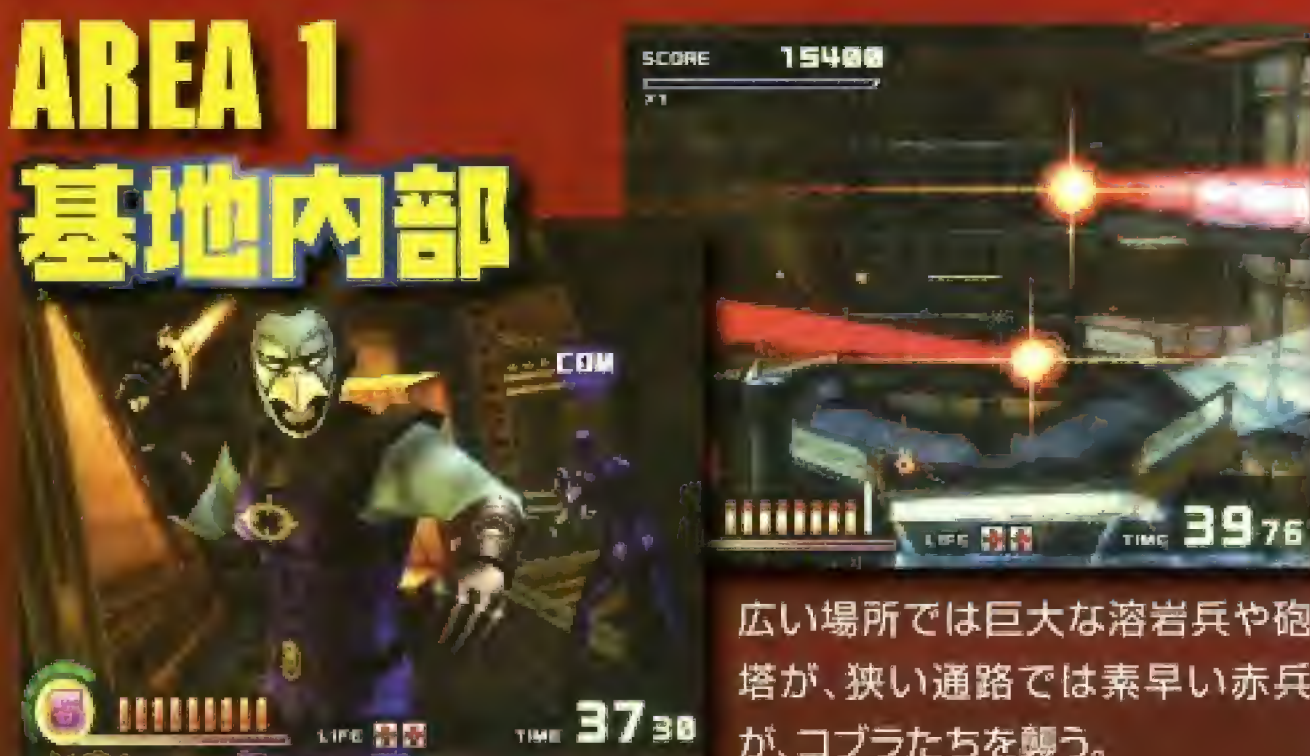 AREA 1
基地内部
SCORE 15400
COM
LIFE TIME 3976
LIFE TIME 3730
広い場所では巨大な溶岩兵や砲
塔が、狭い通路では素早い赤兵
が、コブラたちを襲う。